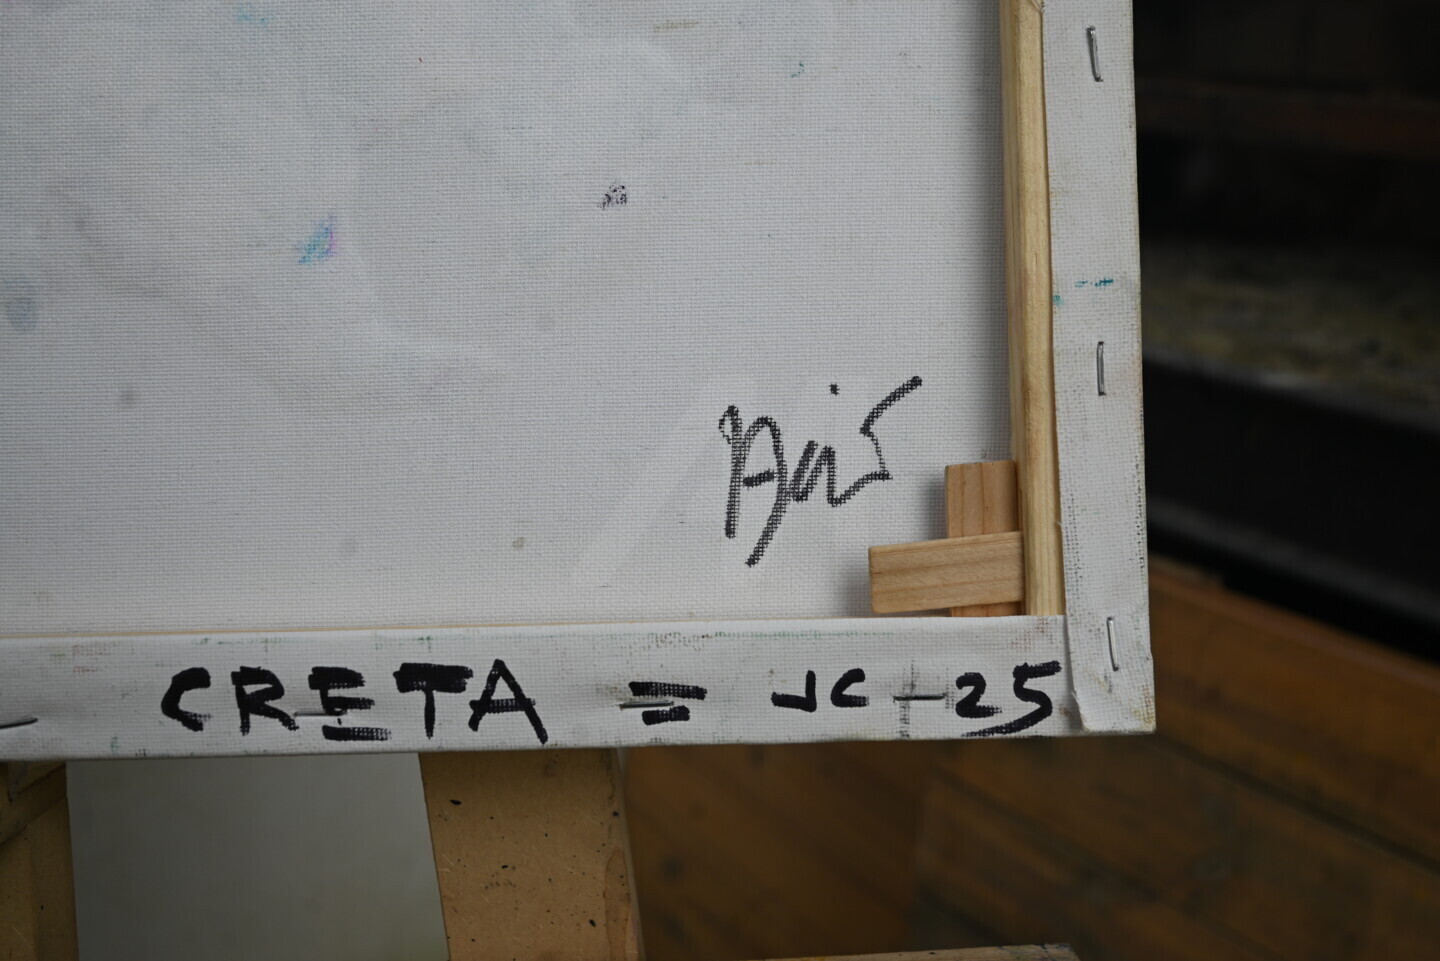 CRETA = JC - 25